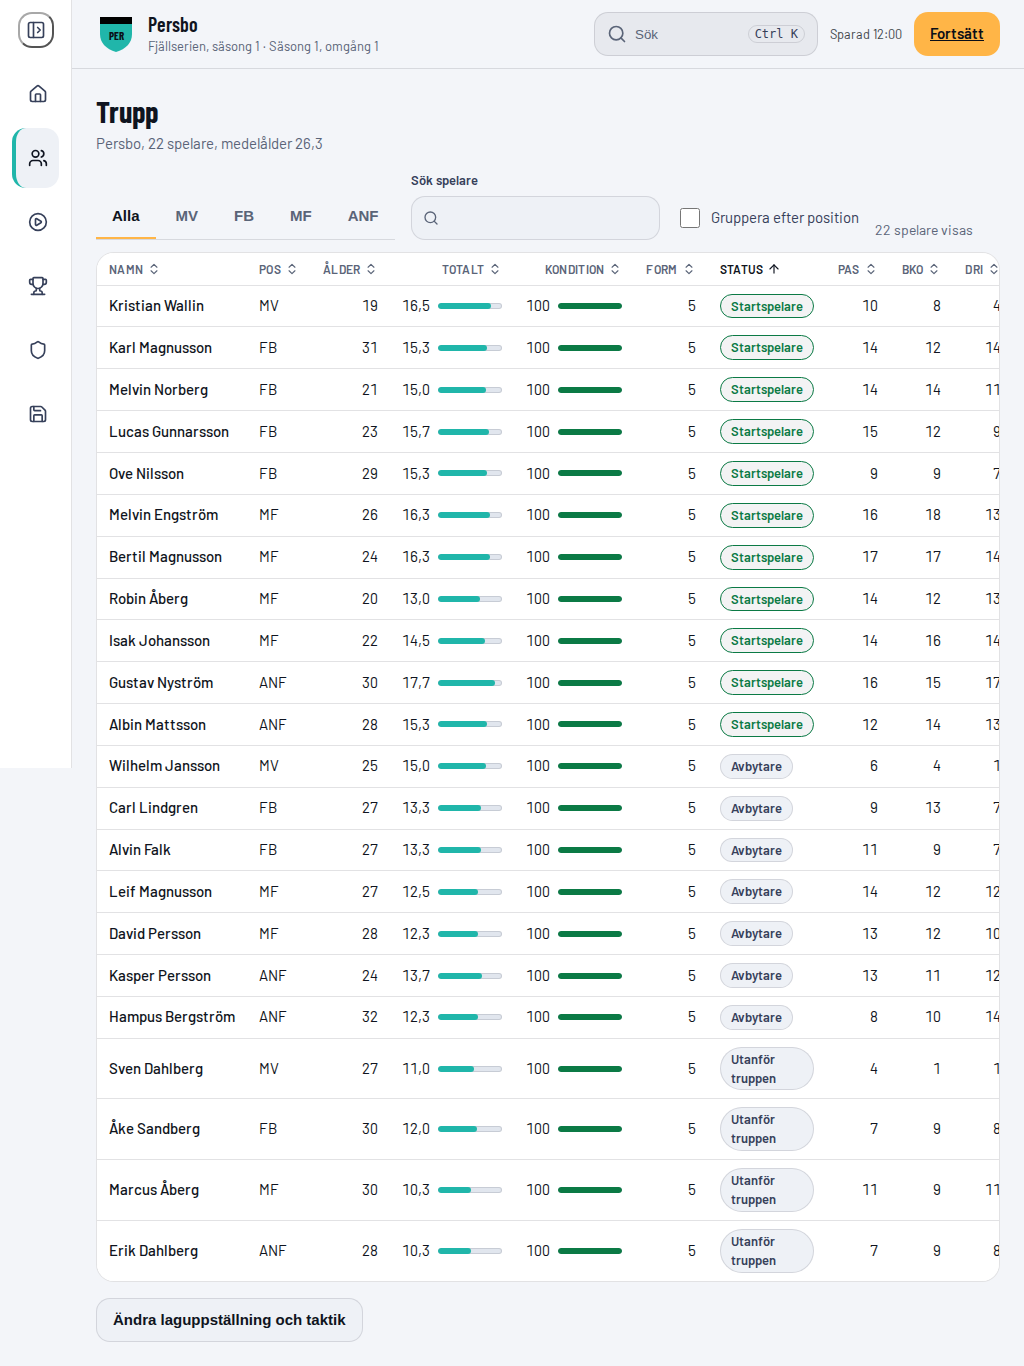 PER
Persbo
Fjällserien, säsong 1 · Säsong 1, omgång 1
Sök
Ctrl K
Sparad 12:00
Fortsätt
Trupp
Persbo, 22 spelare, medelålder 26,3
Sök spelare
Alla MV FB MF ANF
Gruppera efter position
22 spelare visas
NAMN POS ÅLDER TOTALT KONDITION FORM STATUS PAS BKO DRI
Kristian Wallin MV 19 16,5 100 5 Startspelare 10 8 4
Karl Magnusson FB 31 15,3 100 5 Startspelare 14 12 14
Melvin Norberg FB 21 15,0 100 5 Startspelare 14 14 11
Lucas Gunnarsson FB 23 15,7 100 5 Startspelare 15 12 9
Ove Nilsson FB 29 15,3 100 5 Startspelare 9 9 7
Melvin Engström MF 26 16,3 100 5 Startspelare 16 18 13
Bertil Magnusson MF 24 16,3 100 5 Startspelare 17 17 14
Robin Åberg MF 20 13,0 100 5 Startspelare 14 12 13
Isak Johansson MF 22 14,5 100 5 Startspelare 14 16 14
Gustav Nyström ANF 30 17,7 100 5 Startspelare 16 15 17
Albin Mattsson ANF 28 15,3 100 5 Startspelare 12 14 13
Wilhelm Jansson MV 25 15,0 100 5 Avbytare 6 4 1
Carl Lindgren FB 27 13,3 100 5 Avbytare 9 13 7
Alvin Falk FB 27 13,3 100 5 Avbytare 11 9 7
Leif Magnusson MF 27 12,5 100 5 Avbytare 14 12 12
David Persson MF 28 12,3 100 5 Avbytare 13 12 10
Kasper Persson ANF 24 13,7 100 5 Avbytare 13 11 12
Hampus Bergström ANF 32 12,3 100 5 Avbytare 8 10 14
Sven Dahlberg MV 27 11,0 100 5 Utanför truppen 4 1 1
Åke Sandberg FB 30 12,0 100 5 Utanför truppen 7 9 8
Marcus Åberg MF 30 10,3 100 5 Utanför truppen 11 9 11
Erik Dahlberg ANF 28 10,3 100 5 Utanför truppen 7 9 8
Ändra laguppställning och taktik